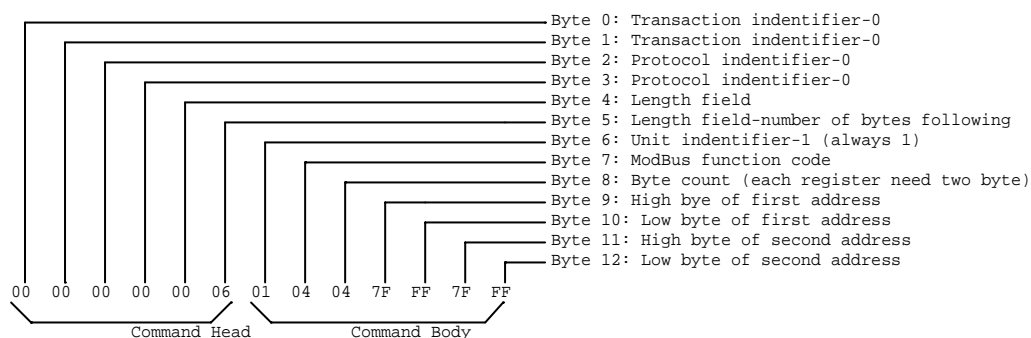 Byte 0: Transaction indentifier-0
Byte 1: Transaction indentifier-0
Byte 2: Protocol indentifier-0
Byte 3: Protocol indentifier-0
Byte 4: Length field
Byte 5: Length field-number of bytes following
Byte 6: Unit indentifier-1 (always 1)
Byte 7: ModBus function code
Byte 8: Byte count (each register need two byte)
Byte 9: High bye of first address
Byte 10: Low byte of first address
Byte 11: High byte of second address
Byte 12: Low byte of second address
00 00 00 00 00 06 01 04 04 7F FF 7F FF
Command Head Command Body